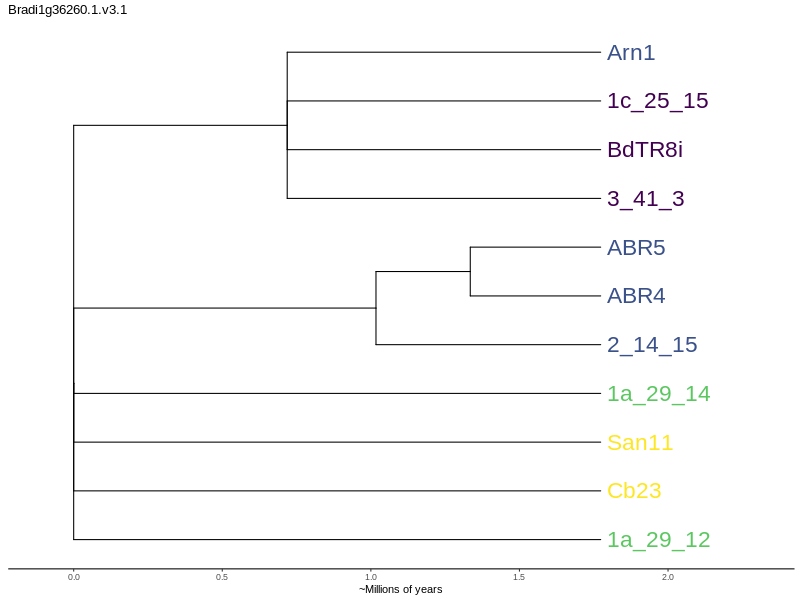 Bradi1g36260.1.v3.1
Arn1
1c_25_15
BdTR8i
3_41_3
ABR5
ABR4
2_14_15
1a_29_14
San11
Cb23
1a_29_12
0.0 0.5 1.0 1.5 2.0
~Millions of years